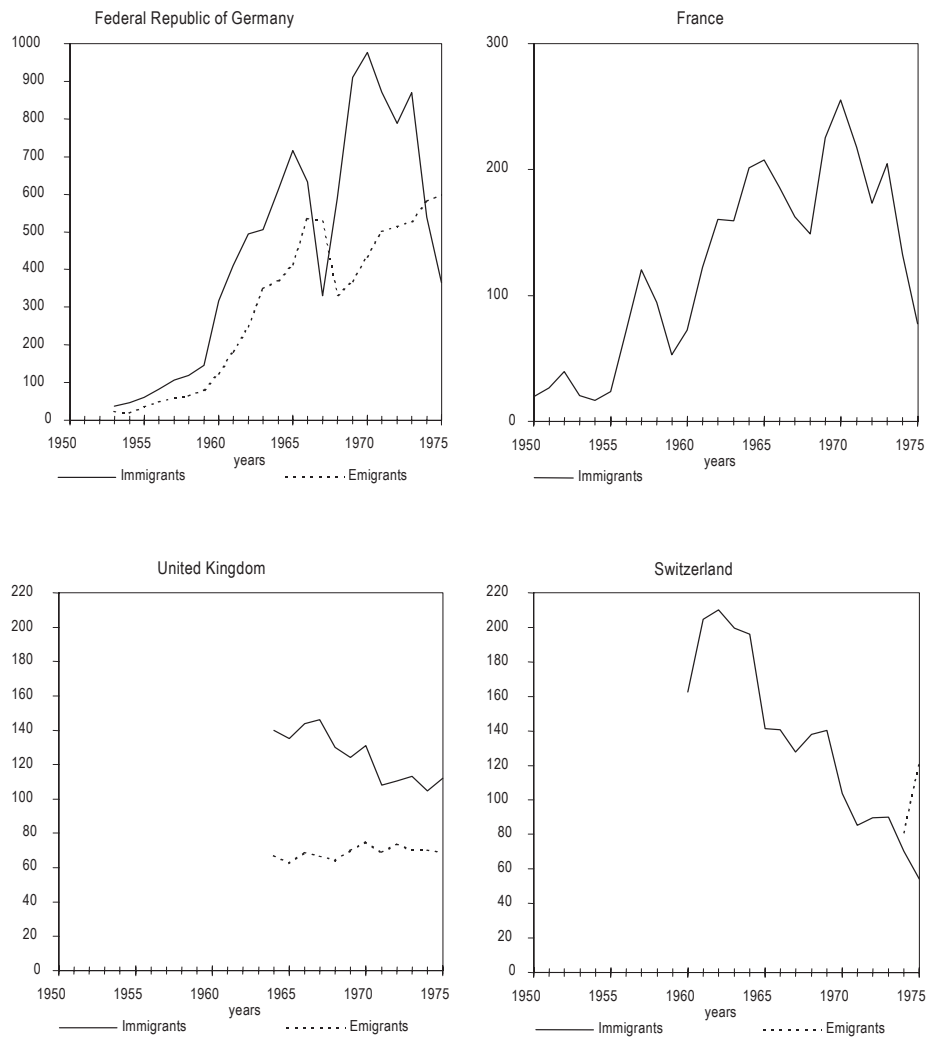 Federal Republic of Germany
1000
900
800
700
600
500
400
300
200
100
0
1950 1955 1960 1965 1970 1975
years
Immigrants Emigrants
France
300
200
100
0
1950 1955 1960 1965 1970 1975
years
Immigrants
United Kingdom
220
200
180
160
140
120
100
80
60
40
20
0
1950 1955 1960 1965 1970 1975
years
Immigrants Emigrants
Switzerland
220
200
180
160
140
120
100
80
60
40
20
0
1950 1955 1960 1965 1970 1975
years
Immigrants Emigrants